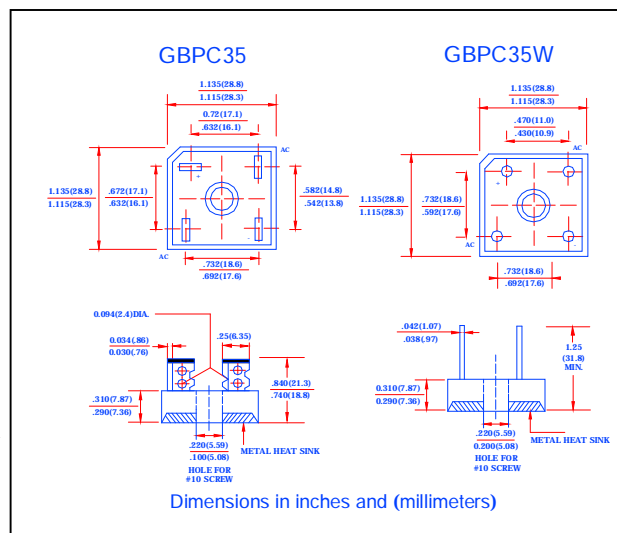 GBPC35
GBPC35W
1.135(28.8)
1.115(28.3)
0.72(17.1)
.632(16.1)
AC
1.135(28.8)
1.115(28.3)
.672(17.1)
.632(16.1)
+
.582(14.8)
.542(13.8)
AC
-
.732(18.6)
.692(17.6)
1.135(28.8)
1.115(28.3)
.470(11.0)
.430(10.9)
AC
1.135(28.8)
1.115(28.3)
.732(18.6)
.592(17.6)
+
AC
-
.732(18.6)
.692(17.6)
0.094(2.4)DIA.
0.034(.86)
0.030(.76)
.25(6.35)
.310(7.87)
.290(7.36)
.840(21.3)
.740(18.8)
METAL HEAT SINK
.220(5.59)
.100(5.08)
HOLE FOR
#10 SCREW
.042(1.07)
.038(.97)
1.25
(31.8)
MIN.
0.310(7.87)
0.290(7.36)
METAL HEAT SINK
.220(5.59)
0.200(5.08)
HOLE FOR
#10 SCREW
Dimensions in inches and (millimeters)